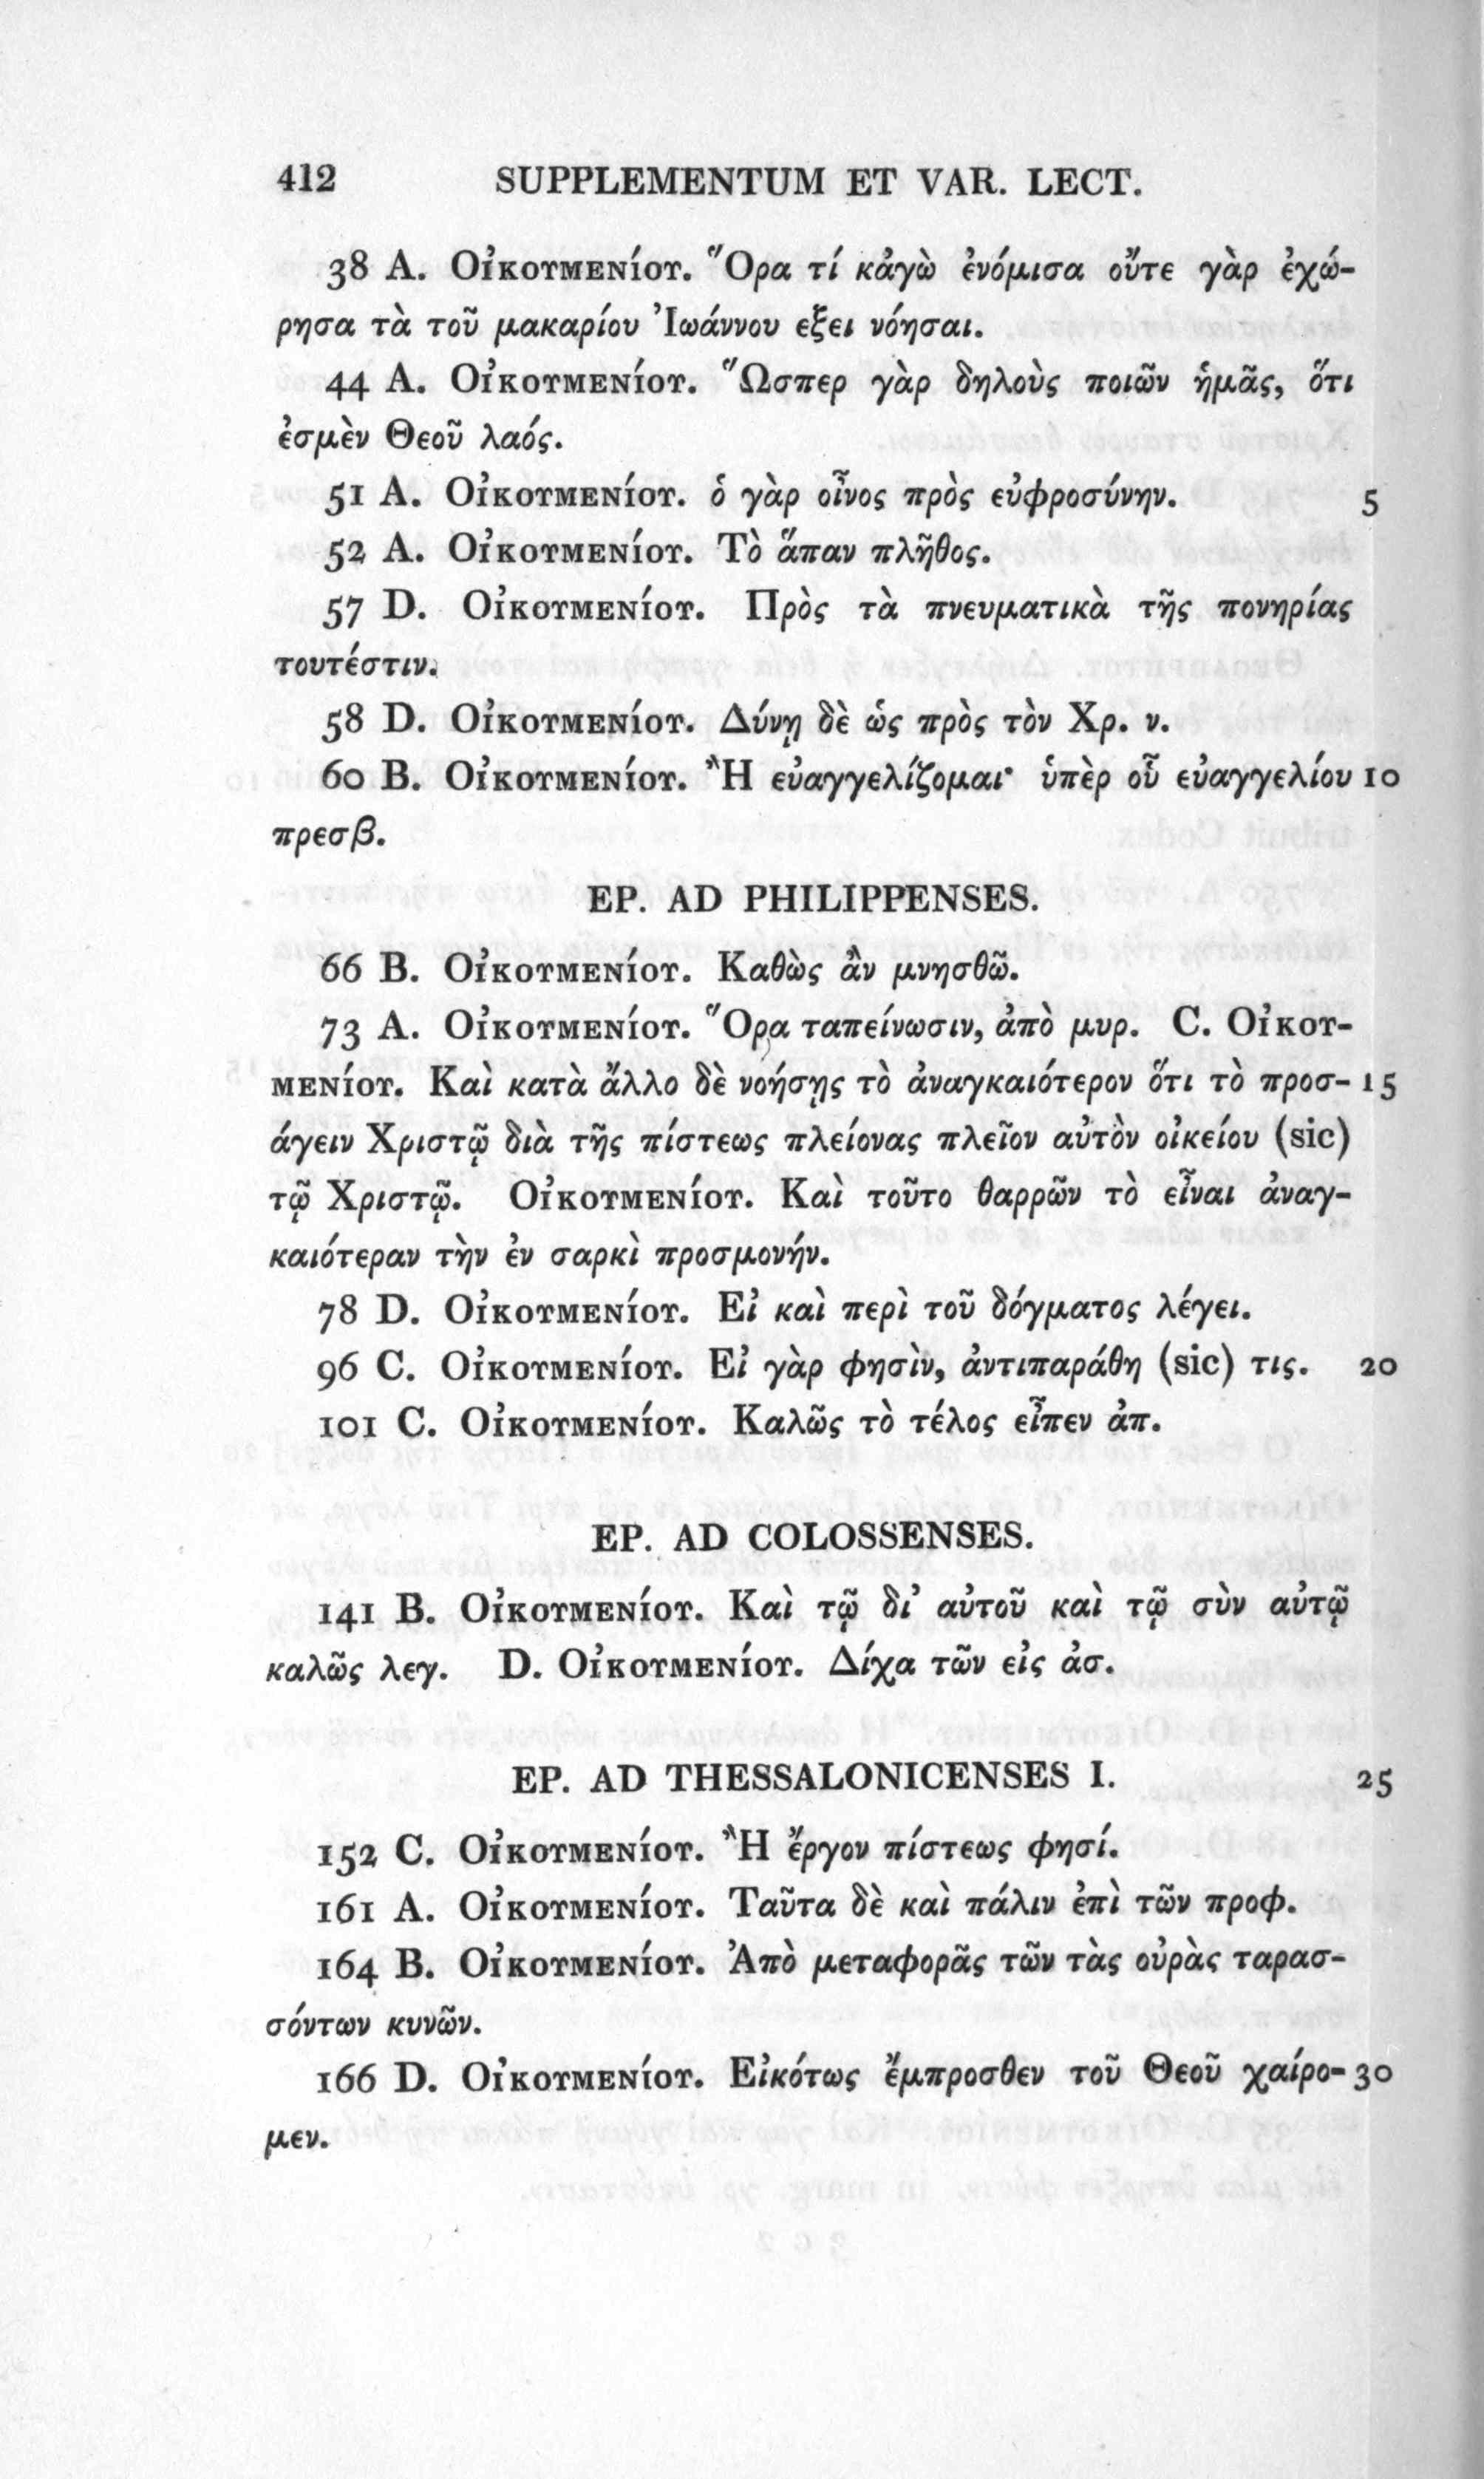 412 SUPPLEMENTUM ET VAR. LECT.
38 A. ΟἸΚΟΥΜΕΝΊΟΥ. Ὅρα τί κἀγὼ ἐνόμισα οὔτε γὰρ ἐχώ-
ρησα τὰ τοῦ μακαρίου Ἰωάννου εξει νόησαι.
44 A. ΟἸΚΟΥΜΕΝΊΟΥ. Ὥσπερ γὰρ δηλοὺς ποιῶν ἡμᾶς, ὅτι
ἐσμὲν Θεοῦ λαός.
51 A. ΟἸΚΟΥΜΕΝΊΟΥ. ὁ γὰρ οἶνος πρὸς εὐφροσύνην. 5
52 A. ΟἸΚΟΥΜΕΝΊΟΥ. Τὸ ἅπαν πλῆθος.
57 D. ΟἸΚΟΥΜΕΝΊΟΥ. Πρὸς τὰ πνευματικὰ τῆς πονηρίας
τουτέστιν.
58 D. ΟἸΚΟΥΜΕΝΊΟΥ. Δύνῃ δὲ ὡς πρὸς τὸν Χρ. ν.
60 B. ΟἸΚΟΥΜΕΝΊΟΥ. Ἢ εὐαγγελίζομαι· ὑπὲρ οὗ εὐαγγελίου 10
πρεσβ.
EP. AD PHILIPPENSES.
66 B. ΟἸΚΟΥΜΕΝΊΟΥ. Καθὼς ἂν μνησθῶ.
73 A. ΟἸΚΟΥΜΕΝΊΟΥ. Ὅρα ταπείνωσιν, ἀπὸ μυρ. C. ΟἸΚΟΥ-
ΜΕΝΊΟΥ. Καὶ κατὰ ἄλλο δὲ νοήσῃς τὸ ἀναγκαιότερον ὅτι τὸ προσ- 15
άγειν Χριστῷ διὰ τῆς πίστεως πλείονας πλεῖον αὐτὸν οἰκείου (sic)
τῷ Χριστῷ. ΟἸΚΟΥΜΕΝΊΟΥ. Καὶ τοῦτο θαρρῶν τὸ εἶναι ἀναγ-
καιότεραν τὴν ἐν σαρκὶ προσμονήν.
78 D. ΟἸΚΟΥΜΕΝΊΟΥ. Εἰ καὶ περὶ τοῦ δόγματος λέγει.
96 C. ΟἸΚΟΥΜΕΝΊΟΥ. Εἰ γὰρ φησὶν, ἀντιπαράθη (sic) τις. 20
101 C. ΟἸΚΟΥΜΕΝΊΟΥ. Καλῶς τὸ τέλος εἶπεν ἀπ.
EP. AD COLOSSENSES.
141 B. ΟἸΚΟΥΜΕΝΊΟΥ. Καὶ τῷ δι’ αὐτοῦ καὶ τῷ σὺν αὐτῷ
καλῶς λεγ. D. ΟἸΚΟΥΜΕΝΊΟΥ. Δίχα τῶν εἰς ἀσ.
EP. AD THESSALONICENSES I. 25
152 C. ΟἸΚΟΥΜΕΝΊΟΥ. Ἢ ἔργον πίστεως φησί.
161 A. ΟἸΚΟΥΜΕΝΊΟΥ. Ταῦτα δὲ καὶ πάλιν ἐπὶ τῶν προφ.
164 B. ΟἸΚΟΥΜΕΝΊΟΥ. Ἀπὸ μεταφορᾶς τῶν τὰς οὐρὰς ταρασ-
σόντων κυνῶν.
166 D. ΟἸΚΟΥΜΕΝΊΟΥ. Εἰκότως ἔμπροσθεν τοῦ Θεοῦ χαίρο- 30
μεν.